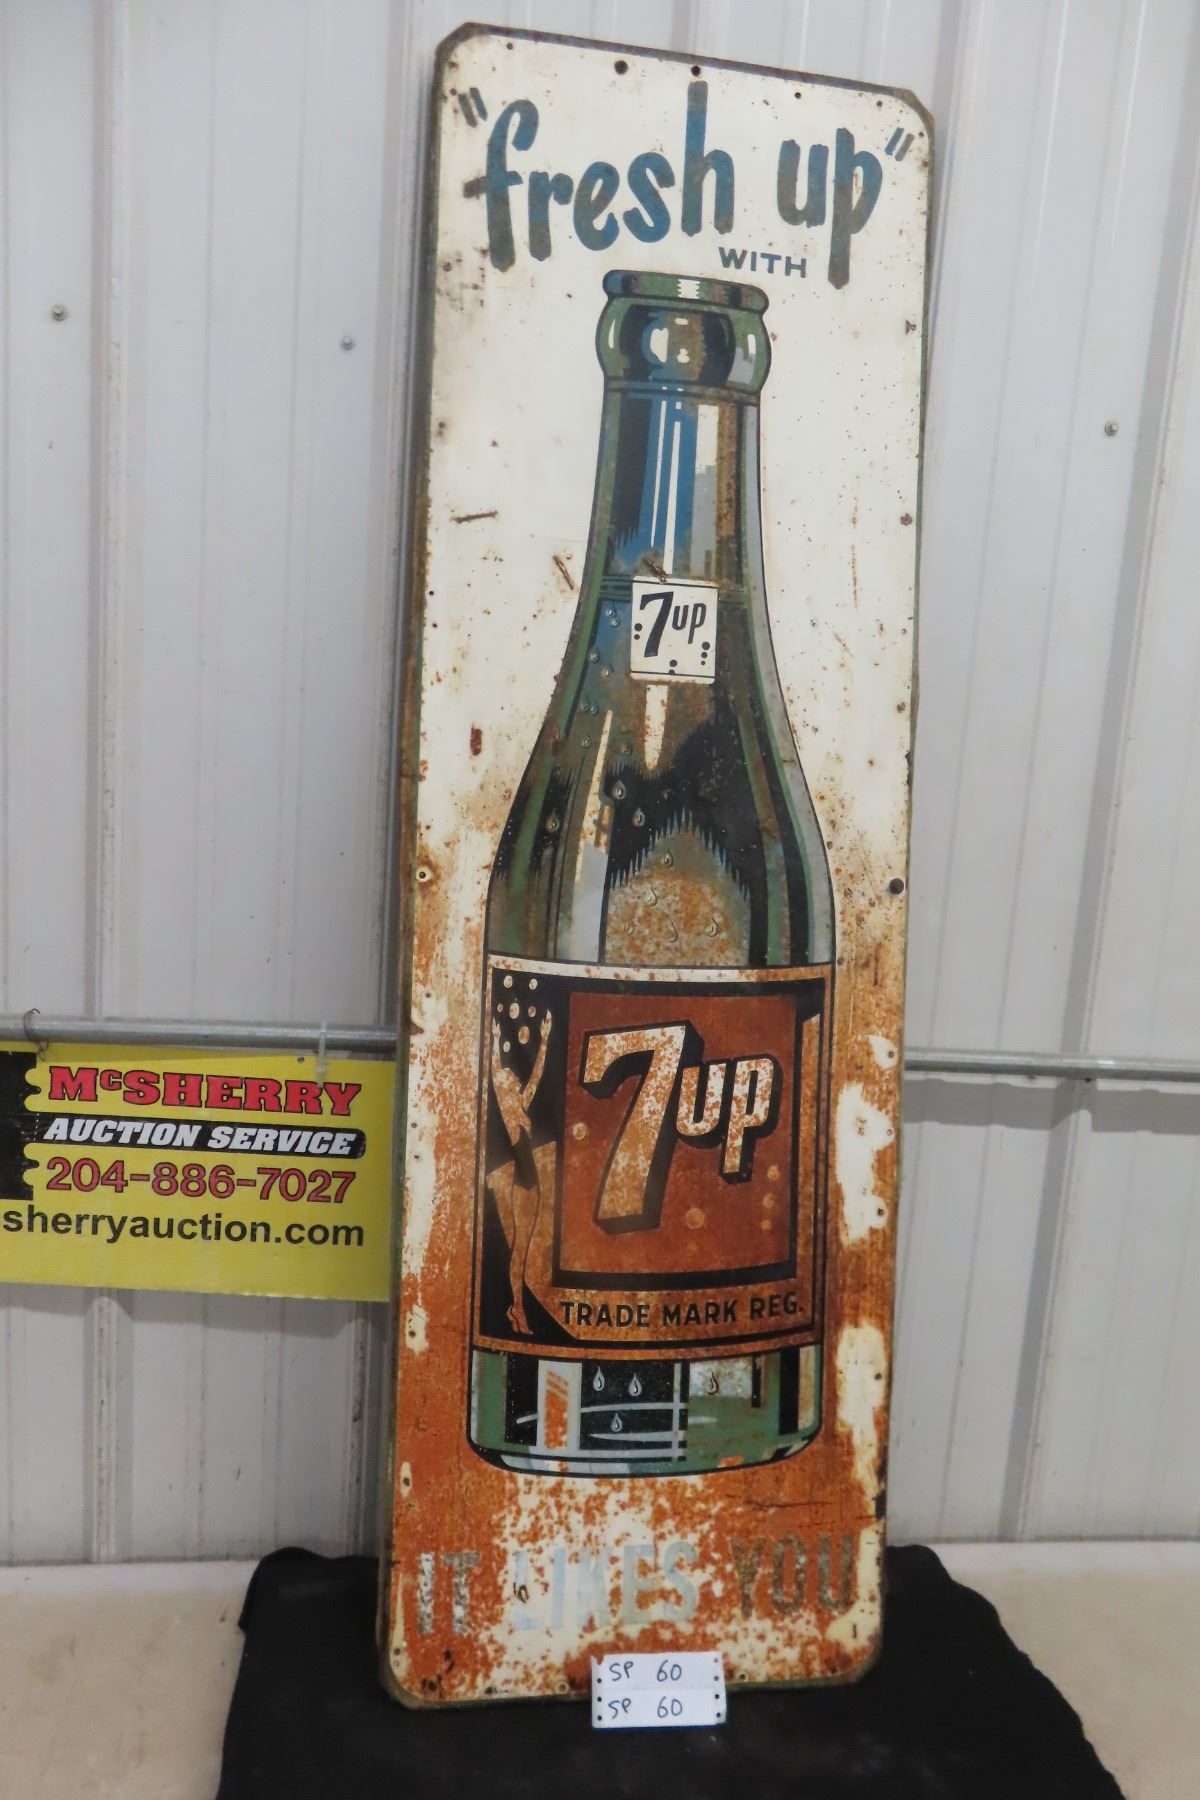 "fresh up"
WITH
7up
7up
TRADE MARK REG.
IT LIKES YOU
SP 60
SP 60
McSHERRY
AUCTION SERVICE
204-886-7027
sherryauction.com